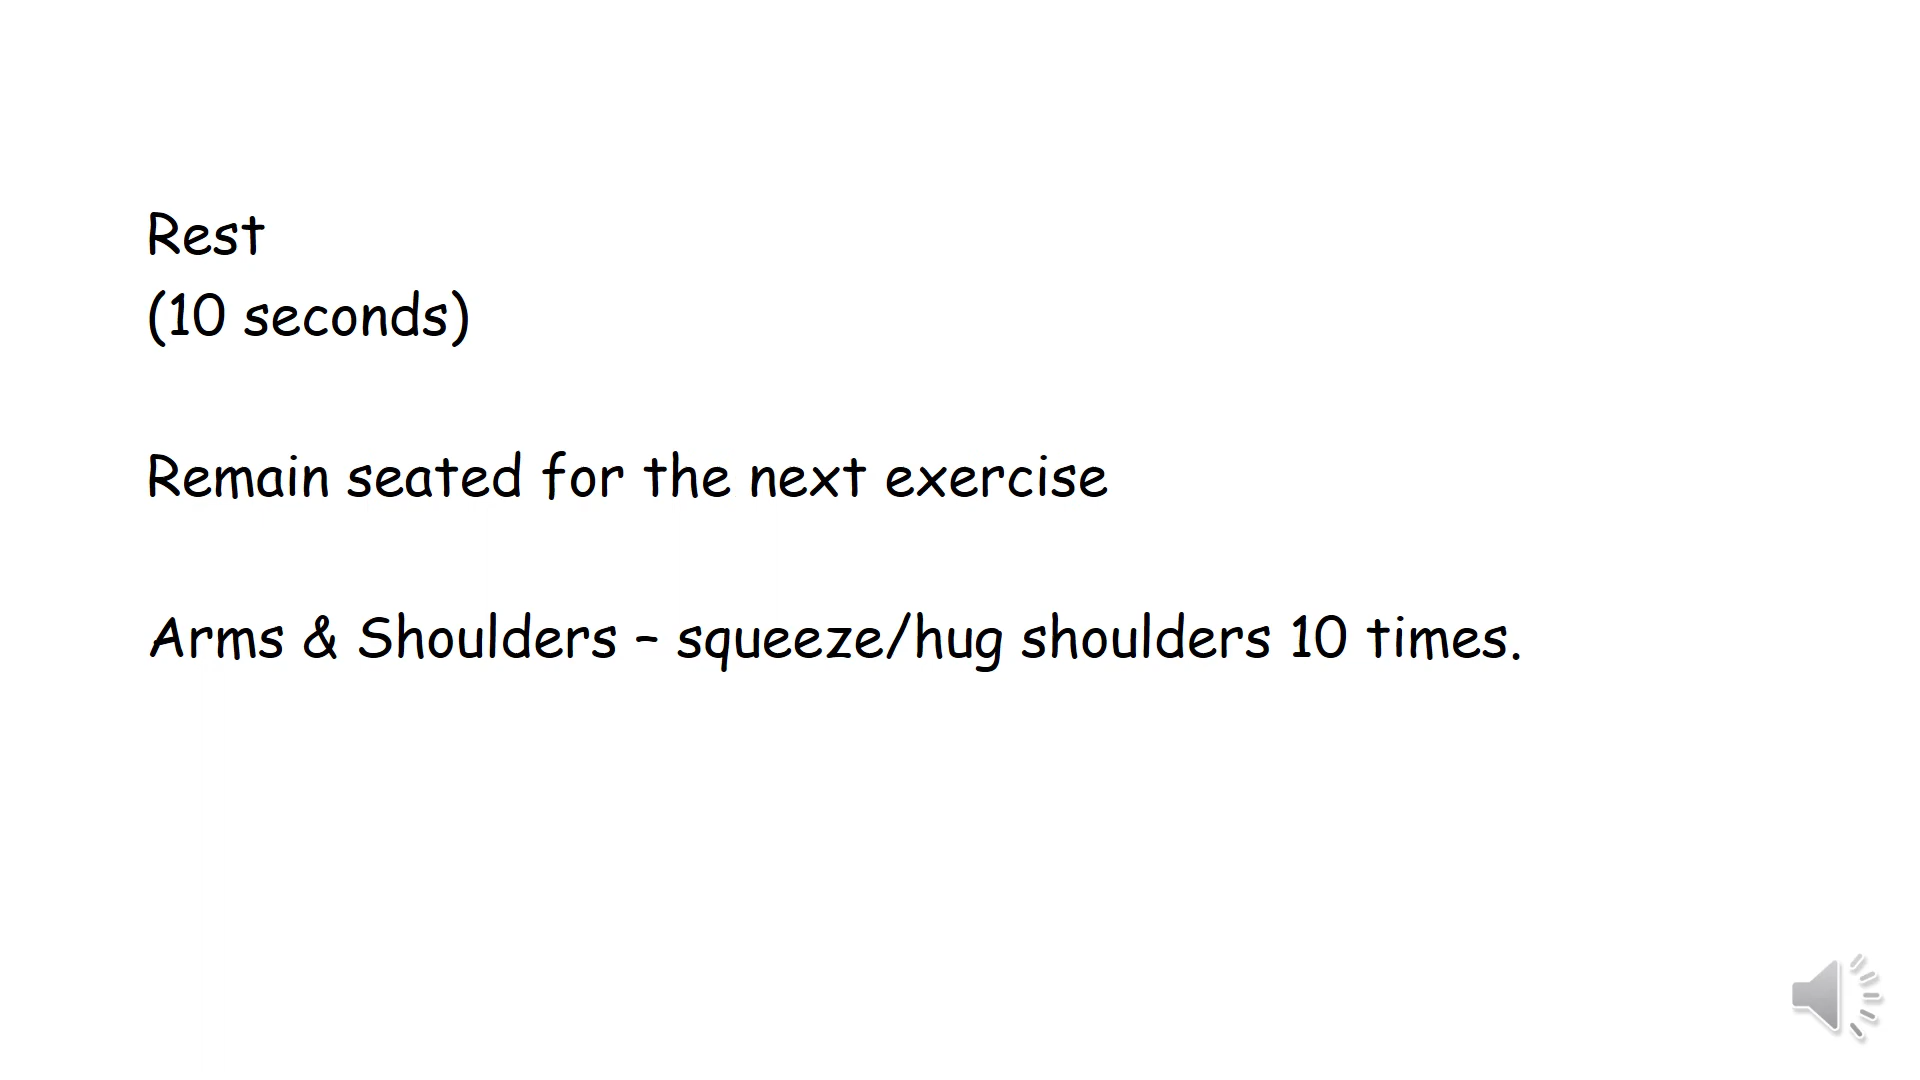 Rest
(10 seconds)
Remain seated for the next exercise
Arms & Shoulders – squeeze/hug shoulders 10 times.